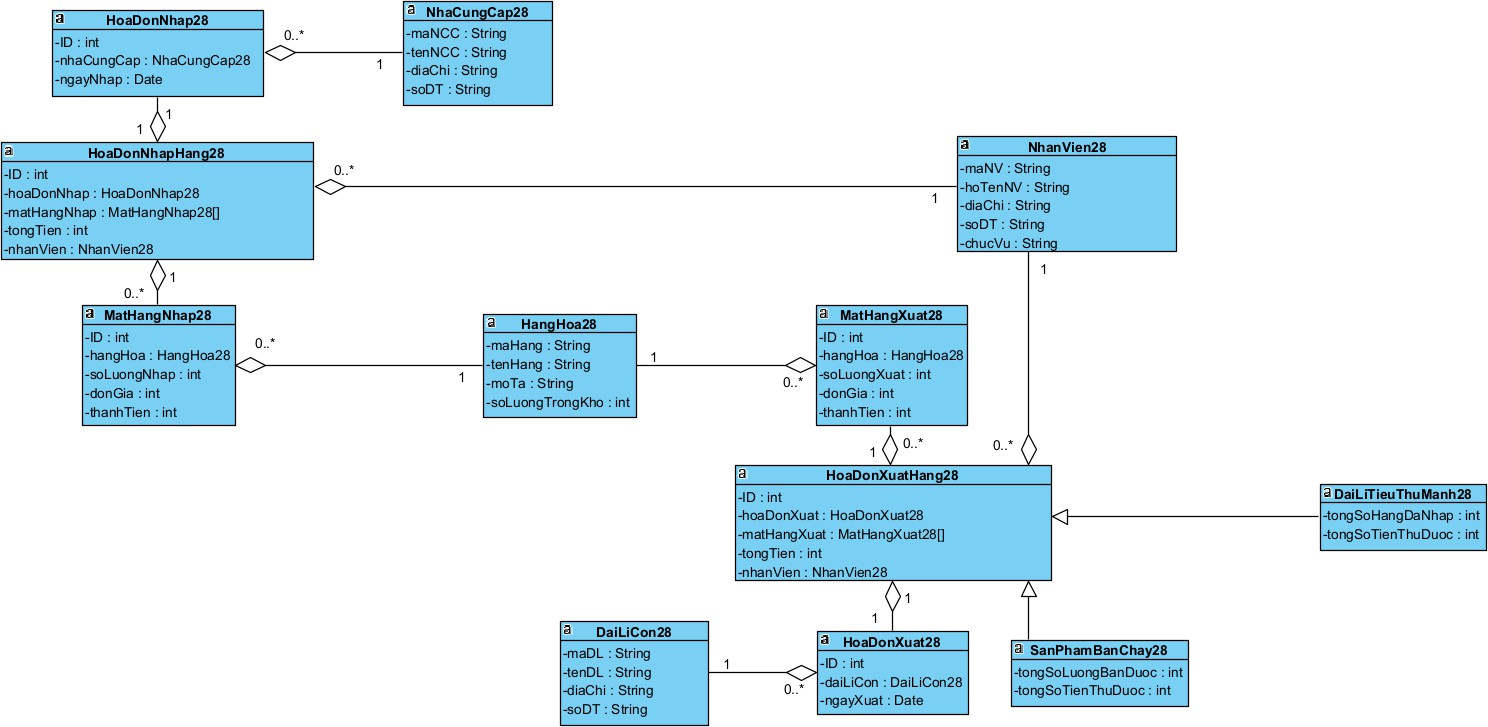 HoaDonNhap28
-ID : int
-nhaCungCap : NhaCungCap28
-ngayNhap : Date
0..*
1
NhaCungCap28
-maNCC : String
-tenNCC : String
-diaChi : String
-soDT : String
1
1
HoaDonNhapHang28
-ID : int
-hoaDonNhap : HoaDonNhap28
-matHangNhap : MatHangNhap28[]
-tongTien : int
-nhanVien : NhanVien28
0..*
1
NhanVien28
-maNV : String
-hoTenNV : String
-diaChi : String
-soDT : String
-chucVu : String
1
0..*
1
MatHangNhap28
-ID : int
-hangHoa : HangHoa28
-soLuongNhap : int
-donGia : int
-thanhTien : int
0..*
1
HangHoa28
-maHang : String
-tenHang : String
-moTa : String
-soLuongTrongKho : int
1
0..*
MatHangXuat28
-ID : int
-hangHoa : HangHoa28
-soLuongXuat : int
-donGia : int
-thanhTien : int
1
0..*
0..*
HoaDonXuatHang28
-ID : int
-hoaDonXuat : HoaDonXuat28
-matHangXuat : MatHangXuat28[]
-tongTien : int
-nhanVien : NhanVien28
DaiLiTieuThuManh28
-tongSoHangDaNhap : int
-tongSoTienThuDuoc : int
1
1
DaiLiCon28
-maDL : String
-tenDL : String
-diaChi : String
-soDT : String
1
0..*
HoaDonXuat28
-ID : int
-daiLiCon : DaiLiCon28
-ngayXuat : Date
SanPhamBanChay28
-tongSoLuongBanDuoc : int
-tongSoTienThuDuoc : int